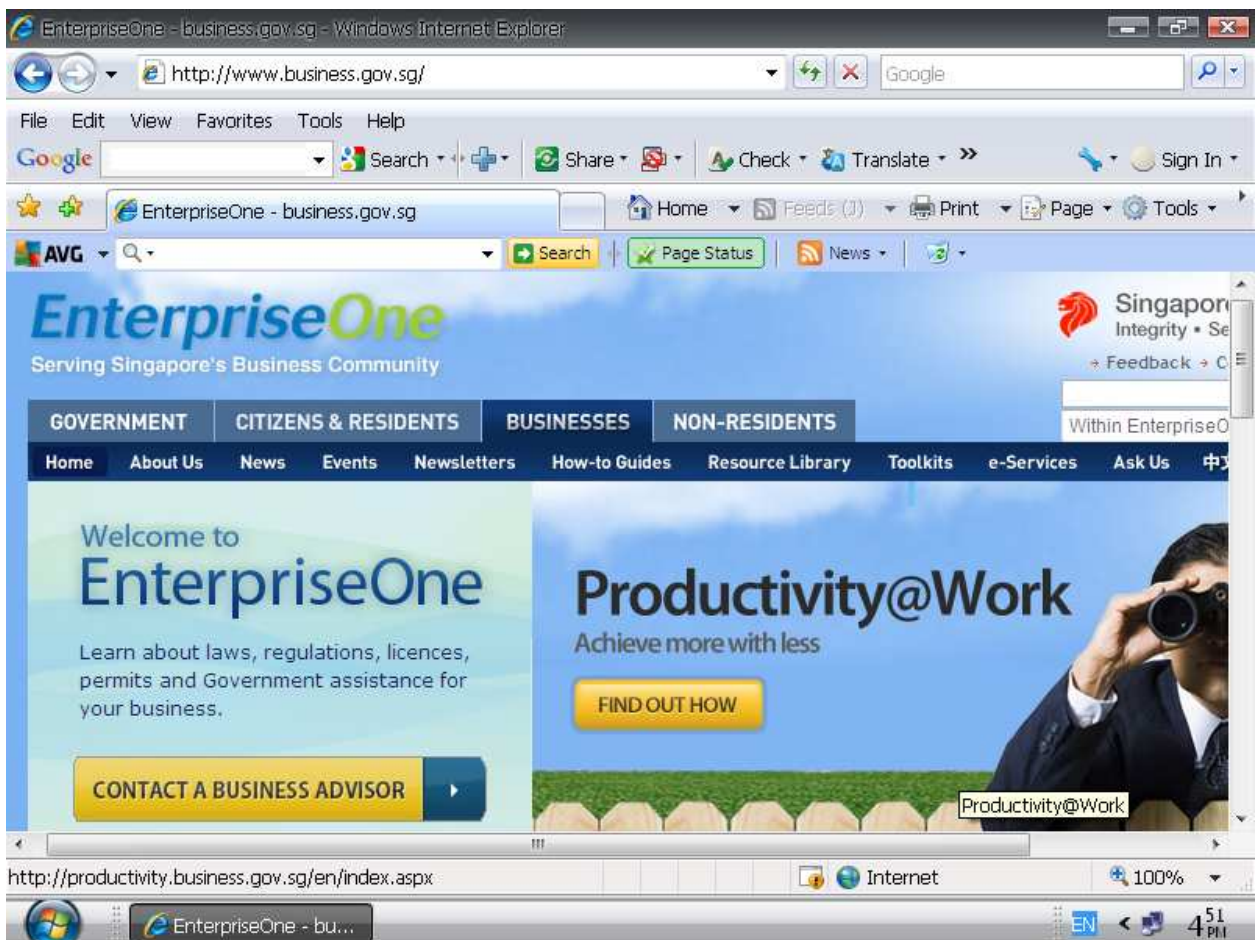 EnterpriseOne - business.gov.sg - Windows Internet Explorer
http://www.business.gov.sg/
Google
File Edit View Favorites Tools Help
Google Search Share Check Translate » Sign In
EnterpriseOne - business.gov.sg Home Feeds (J) Print Page Tools
AVG Search Page Status News
EnterpriseOne
Serving Singapore's Business Community
Integrity •
Feedback
GOVERNMENT CITIZENS & RESIDENTS BUSINESSES NON-RESIDENTS
Within
Home About Us News Events Newsletters How-to Guides Resource Library Toolkits e-Services Ask Us 中
Welcome to
EnterpriseOne
Learn about laws, regulations, licences,
permits and Government assistance for
your business.
CONTACT A BUSINESS ADVISOR
Productivity@Work
Achieve more with less
FIND OUT HOW
Productivity@Work
http://productivity.business.gov.sg/en/index.aspx Internet 100%
EnterpriseOne - bu... EN 4 51 PM